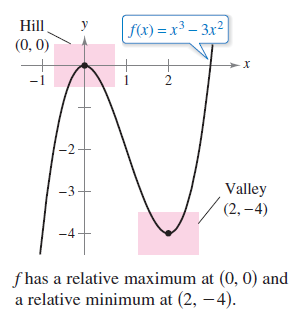 Hill
(0, 0)
y
f(x) = x³ – 3x²
x
–1
1
2
–2
–3
–4
Valley
(2, –4)
f has a relative maximum at (0, 0) and
a relative minimum at (2, –4).